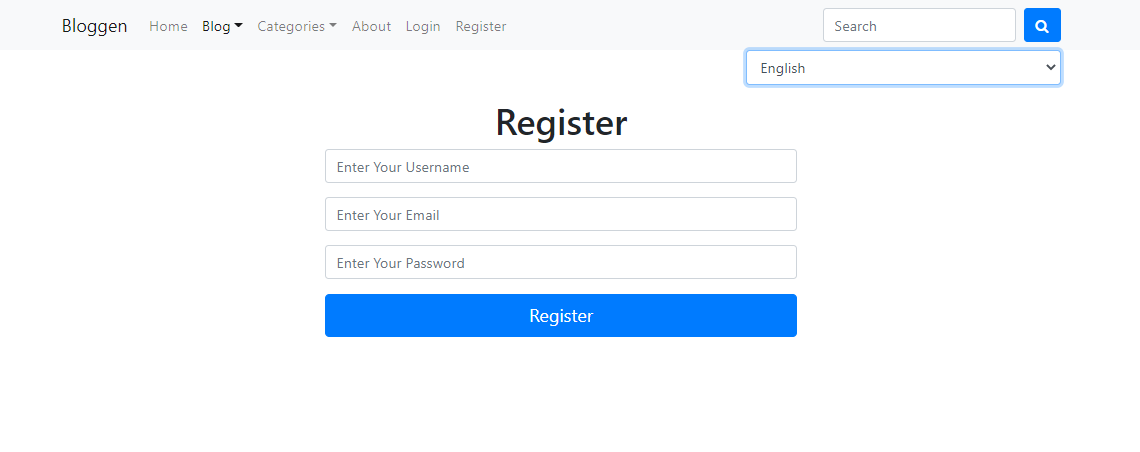 Bloggen Home Blog Categories About Login Register Search
English
Register
Enter Your Username
Enter Your Email
Enter Your Password
Register